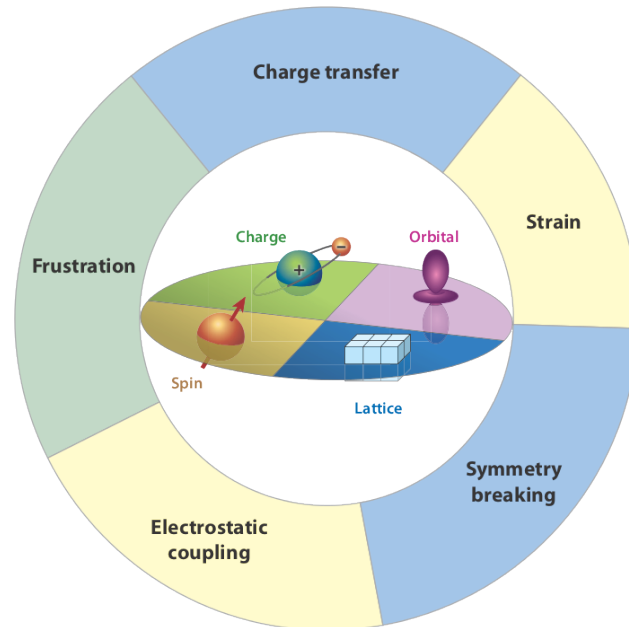 Charge transfer
Strain
Charge
Orbital
−
+
Frustration
Spin
Lattice
Symmetry
breaking
Electrostatic
coupling